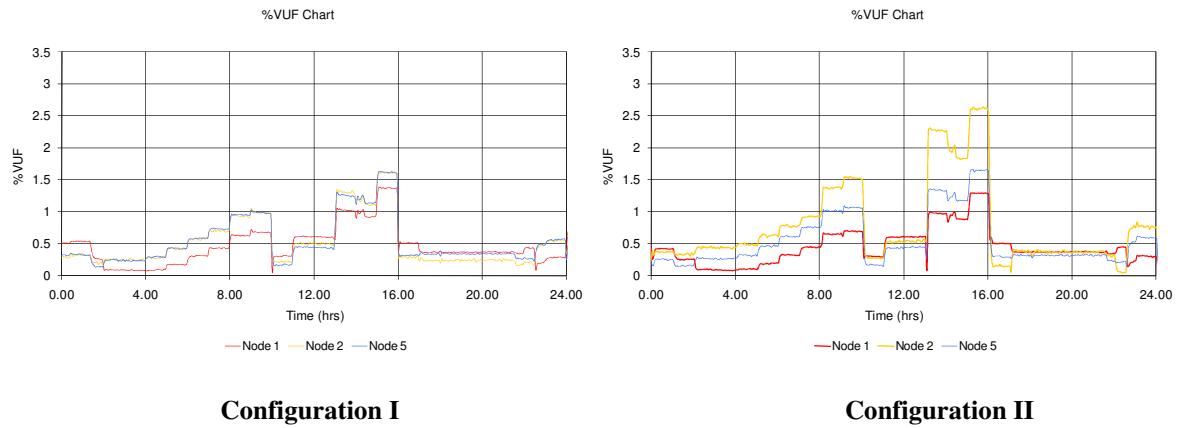 %VUF Chart
3.5
3
2.5
2
1.5
1
0.5
0
%VUF
0.00 4.00 8.00 12.00 16.00 20.00 24.00
Time (hrs)
Node 1 Node 2 Node 5
Configuration I
%VUF Chart
3.5
3
2.5
2
1.5
1
0.5
0
%VUF
0.00 4.00 8.00 12.00 16.00 20.00 24.00
Time (hrs)
Node 1 Node 2 Node 5
Configuration II